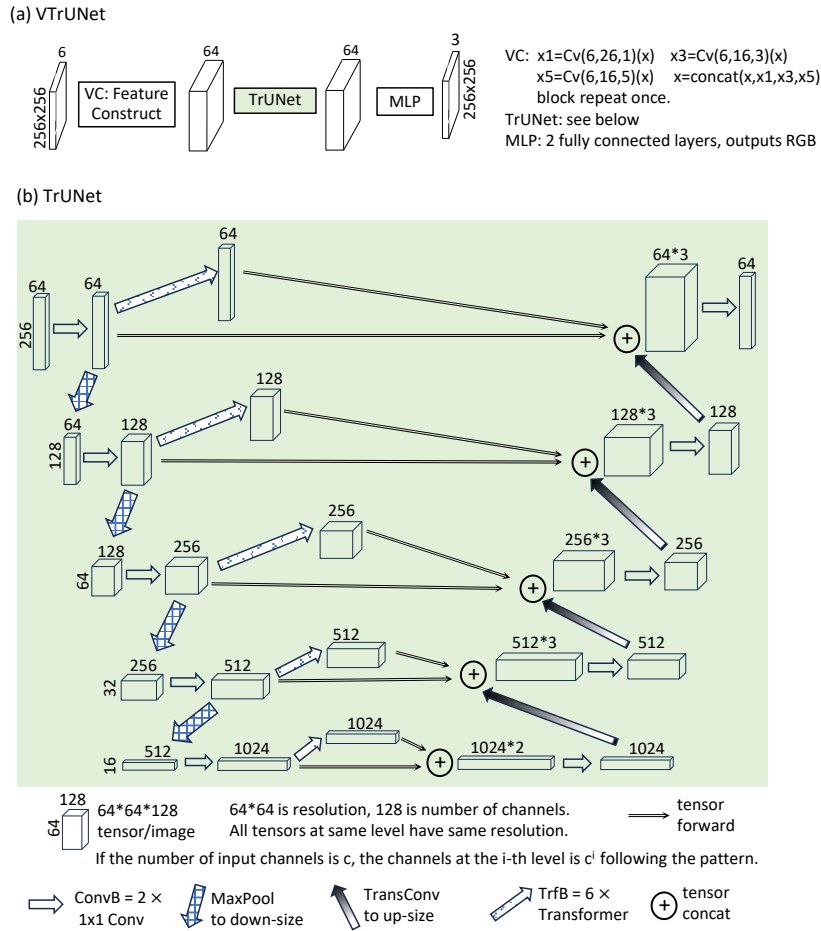 (a) VTrUNet
6
64
64
3
256x256
VC: Feature
Construct
TrUNet
MLP
256x256
VC: x1=Cv(6,26,1)(x) x3=Cv(6,16,3)(x)
x5=Cv(6,16,5)(x) x=concat(x,x1,x3,x5)
block repeat once.
TrUNet: see below
MLP: 2 fully connected layers, outputs RGB
(b) TrUNet
64
64
64
64*3
64
256
+
64
128
128
128*3
128
128
+
128
256
256
256*3
256
64
+
256
512
512
512*3
512
32
+
512
1024
1024
1024*2
1024
16
+
128
64
64*64*128
tensor/image
64*64 is resolution, 128 is number of channels.
All tensors at same level have same resolution.
tensor
forward
If the number of input channels is c, the channels at the i-th level is cⁱ following the pattern.
ConvB = 2 ×
1x1 Conv
MaxPool
to down-size
TransConv
to up-size
TrfB = 6 ×
Transformer
+
tensor
concat